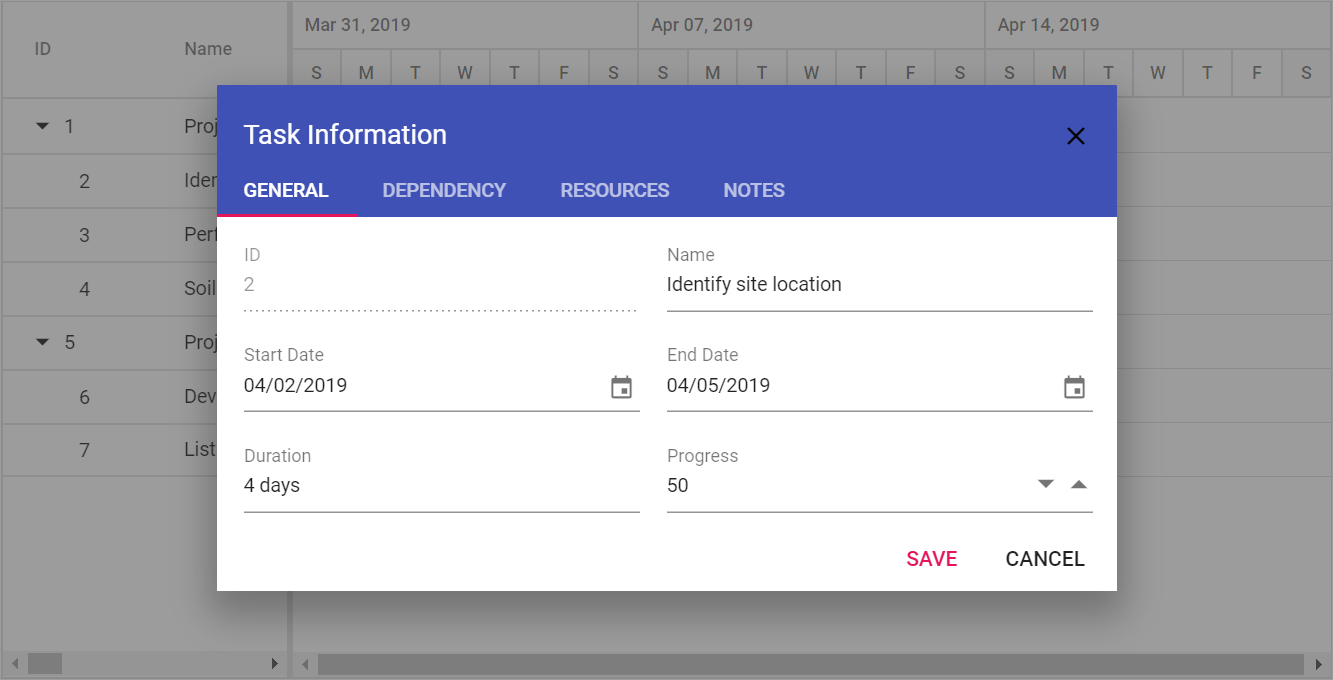 ID Name Mar 31, 2019 Apr 07, 2019 Apr 14, 2019
S M T W T F S S M T W T F S S M T W T F S
Task Information
GENERAL DEPENDENCY RESOURCES NOTES
1 Proj
2 Iden
3 Perf
4 Soil
5 Proj
6 Dev
7 List
ID Name
2 Identify site location
Start Date End Date
04/02/2019 04/05/2019
Duration Progress
4 days 50
SAVE CANCEL